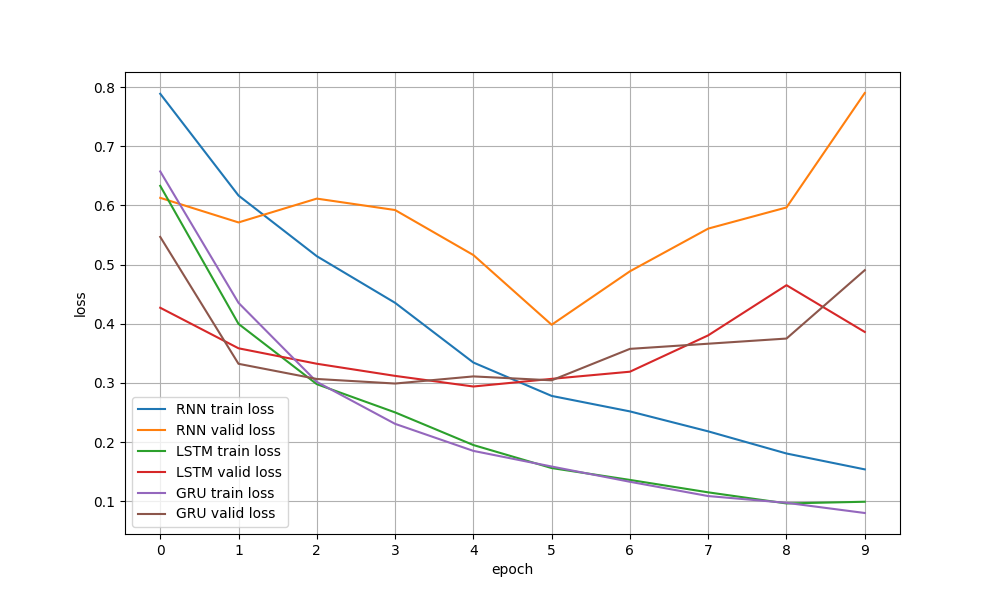 0.8
0.7
0.6
0.5
0.4
0.3
0.2
0.1
loss
RNN train loss
RNN valid loss
LSTM train loss
LSTM valid loss
GRU train loss
GRU valid loss
0 1 2 3 4 5 6 7 8 9
epoch